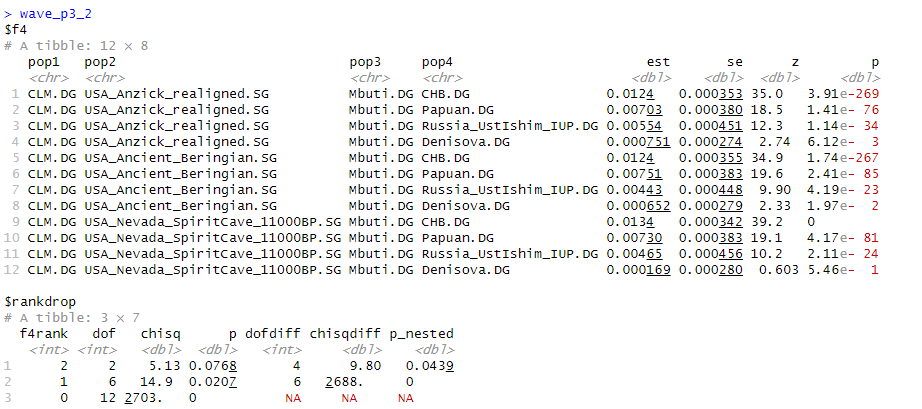 > wave_p3_2
$f4
# A tibble: 12 × 8
pop1 pop2 pop3 pop4 est se z p
<chr> <chr> <chr> <chr> <dbl> <dbl> <dbl> <dbl>
1 CLM.DG USA_Anzick_realigned.SG Mbuti.DG CHB.DG 0.0124 0.000353 35.0 3.91e-269
2 CLM.DG USA_Anzick_realigned.SG Mbuti.DG Papuan.DG 0.00703 0.000380 18.5 1.41e- 76
3 CLM.DG USA_Anzick_realigned.SG Mbuti.DG Russia_UstIshim_IUP.DG 0.00554 0.000451 12.3 1.14e- 34
4 CLM.DG USA_Anzick_realigned.SG Mbuti.DG Denisova.DG 0.000751 0.000274 2.74 6.12e- 3
5 CLM.DG USA_Ancient_Beringian.SG Mbuti.DG CHB.DG 0.0124 0.000355 34.9 1.74e-267
6 CLM.DG USA_Ancient_Beringian.SG Mbuti.DG Papuan.DG 0.00751 0.000383 19.6 2.41e- 85
7 CLM.DG USA_Ancient_Beringian.SG Mbuti.DG Russia_UstIshim_IUP.DG 0.00443 0.000448 9.90 4.19e- 23
8 CLM.DG USA_Ancient_Beringian.SG Mbuti.DG Denisova.DG 0.000652 0.000279 2.33 1.97e- 2
9 CLM.DG USA_Nevada_SpiritCave_11000BP.SG Mbuti.DG CHB.DG 0.0134 0.000342 39.2 0
10 CLM.DG USA_Nevada_SpiritCave_11000BP.SG Mbuti.DG Papuan.DG 0.00730 0.000383 19.1 4.17e- 81
11 CLM.DG USA_Nevada_SpiritCave_11000BP.SG Mbuti.DG Russia_UstIshim_IUP.DG 0.00465 0.000456 10.2 2.11e- 24
12 CLM.DG USA_Nevada_SpiritCave_11000BP.SG Mbuti.DG Denisova.DG 0.000169 0.000280 0.603 5.46e- 1
$rankdrop
# A tibble: 3 × 7
f4rank dof chisq p dofdiff chisqdiff p_nested
<int> <int> <dbl> <dbl> <int> <dbl> <dbl>
1 2 2 5.13 0.0768 4 9.80 0.0439
2 1 6 14.9 0.0207 6 2688. 0
3 0 12 2703. 0 NA NA NA